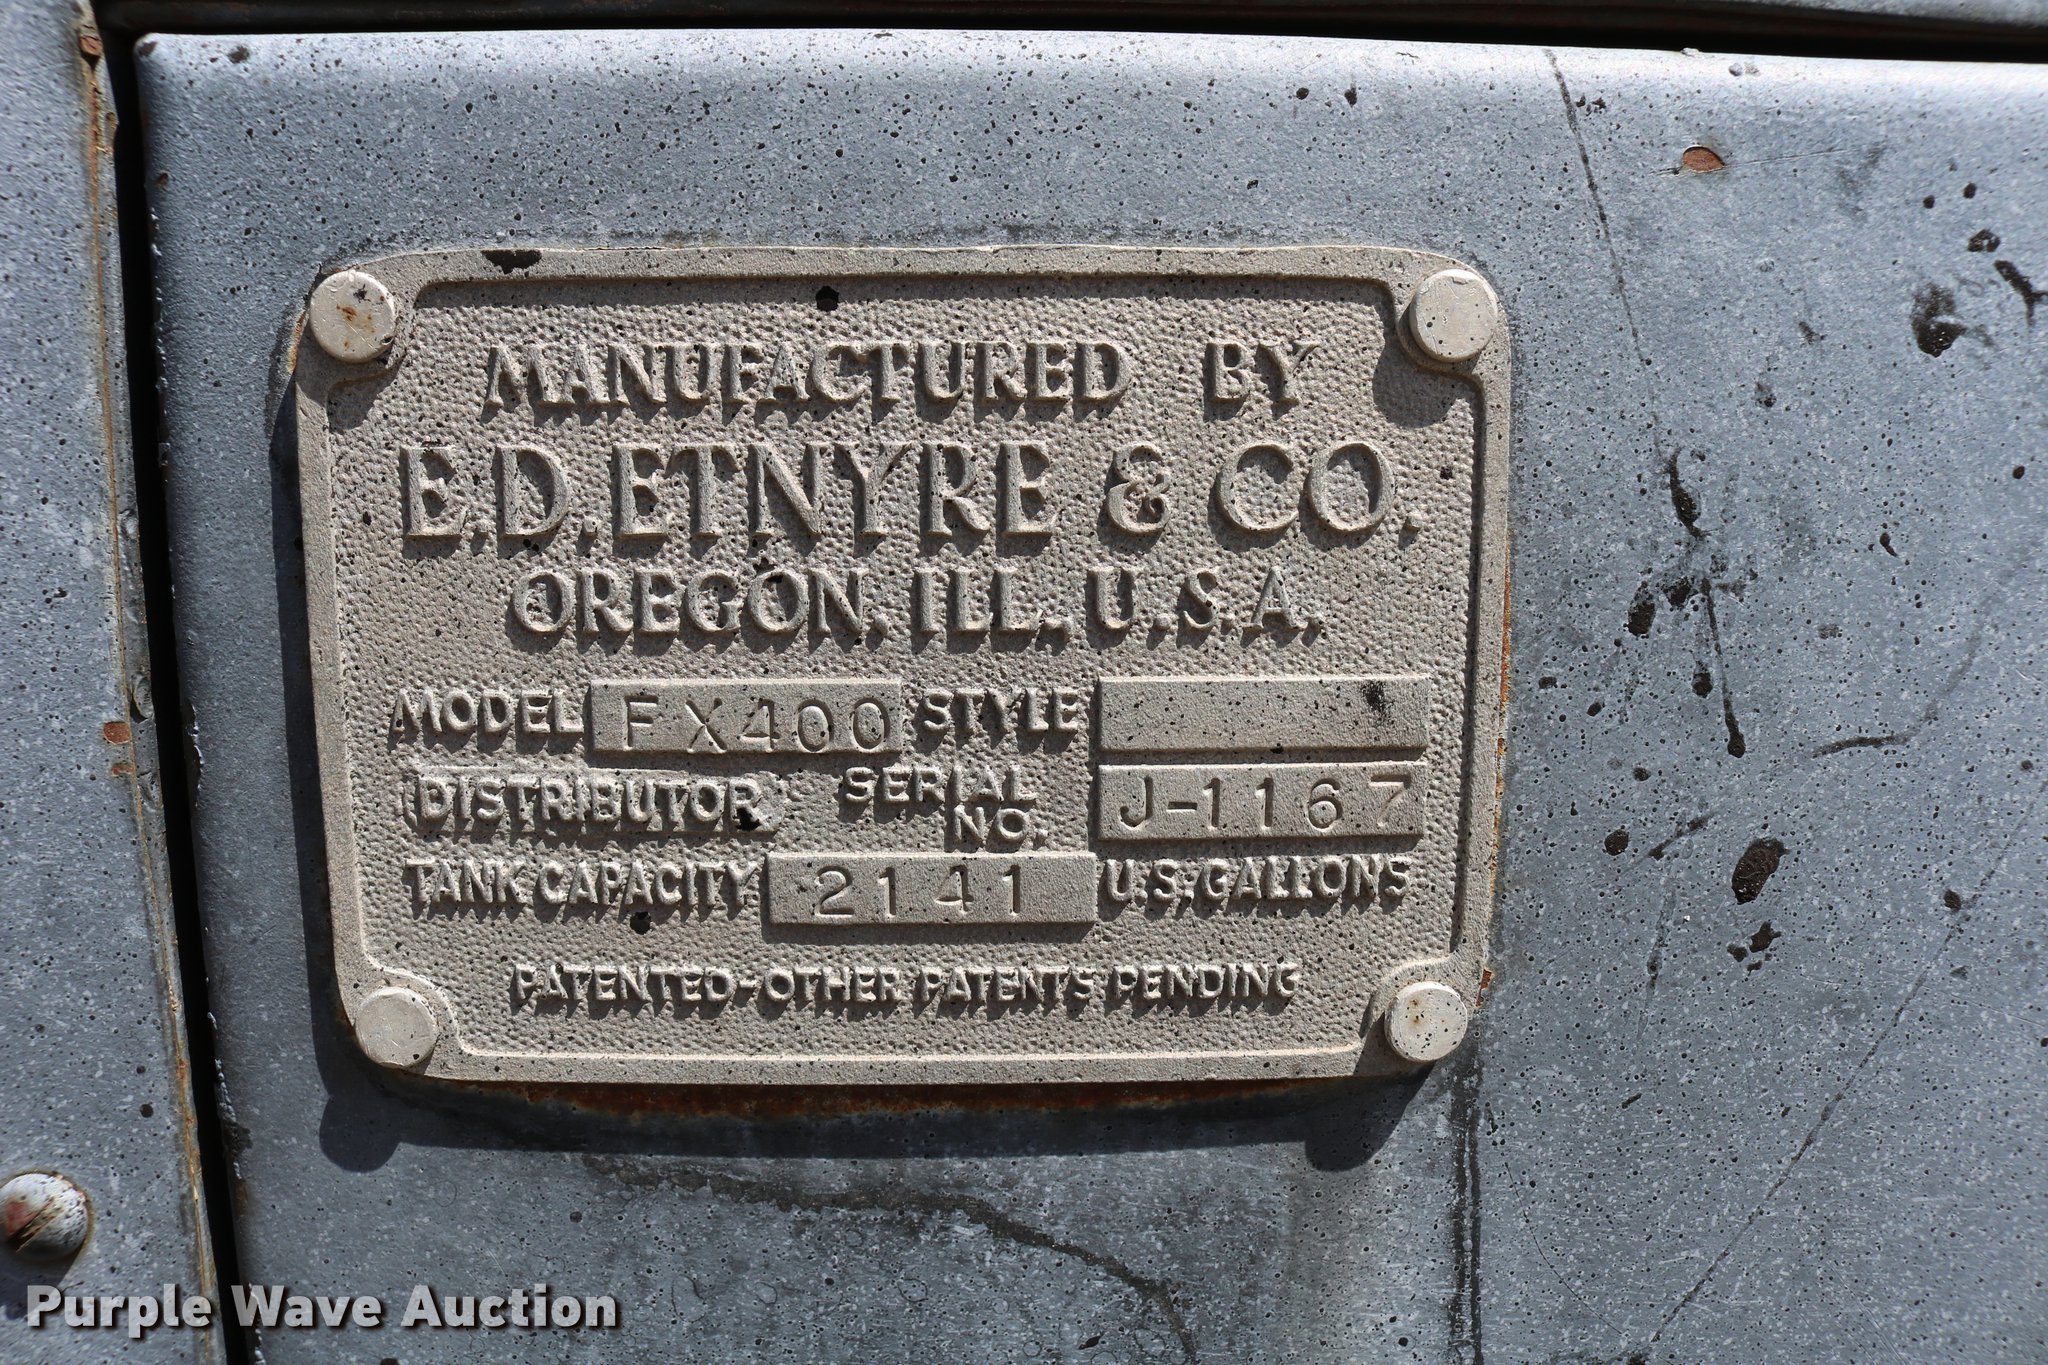 MANUFACTURED BY
E.D. ETNYRE & CO.
OREGON, ILL. U.S.A.
MODEL FX400 STYLE
DISTRIBUTOR SERIAL NO. J-1167
TANK CAPACITY 2141 U.S. GALLONS
PATENTED-OTHER PATENTS PENDING
Purple Wave Auction